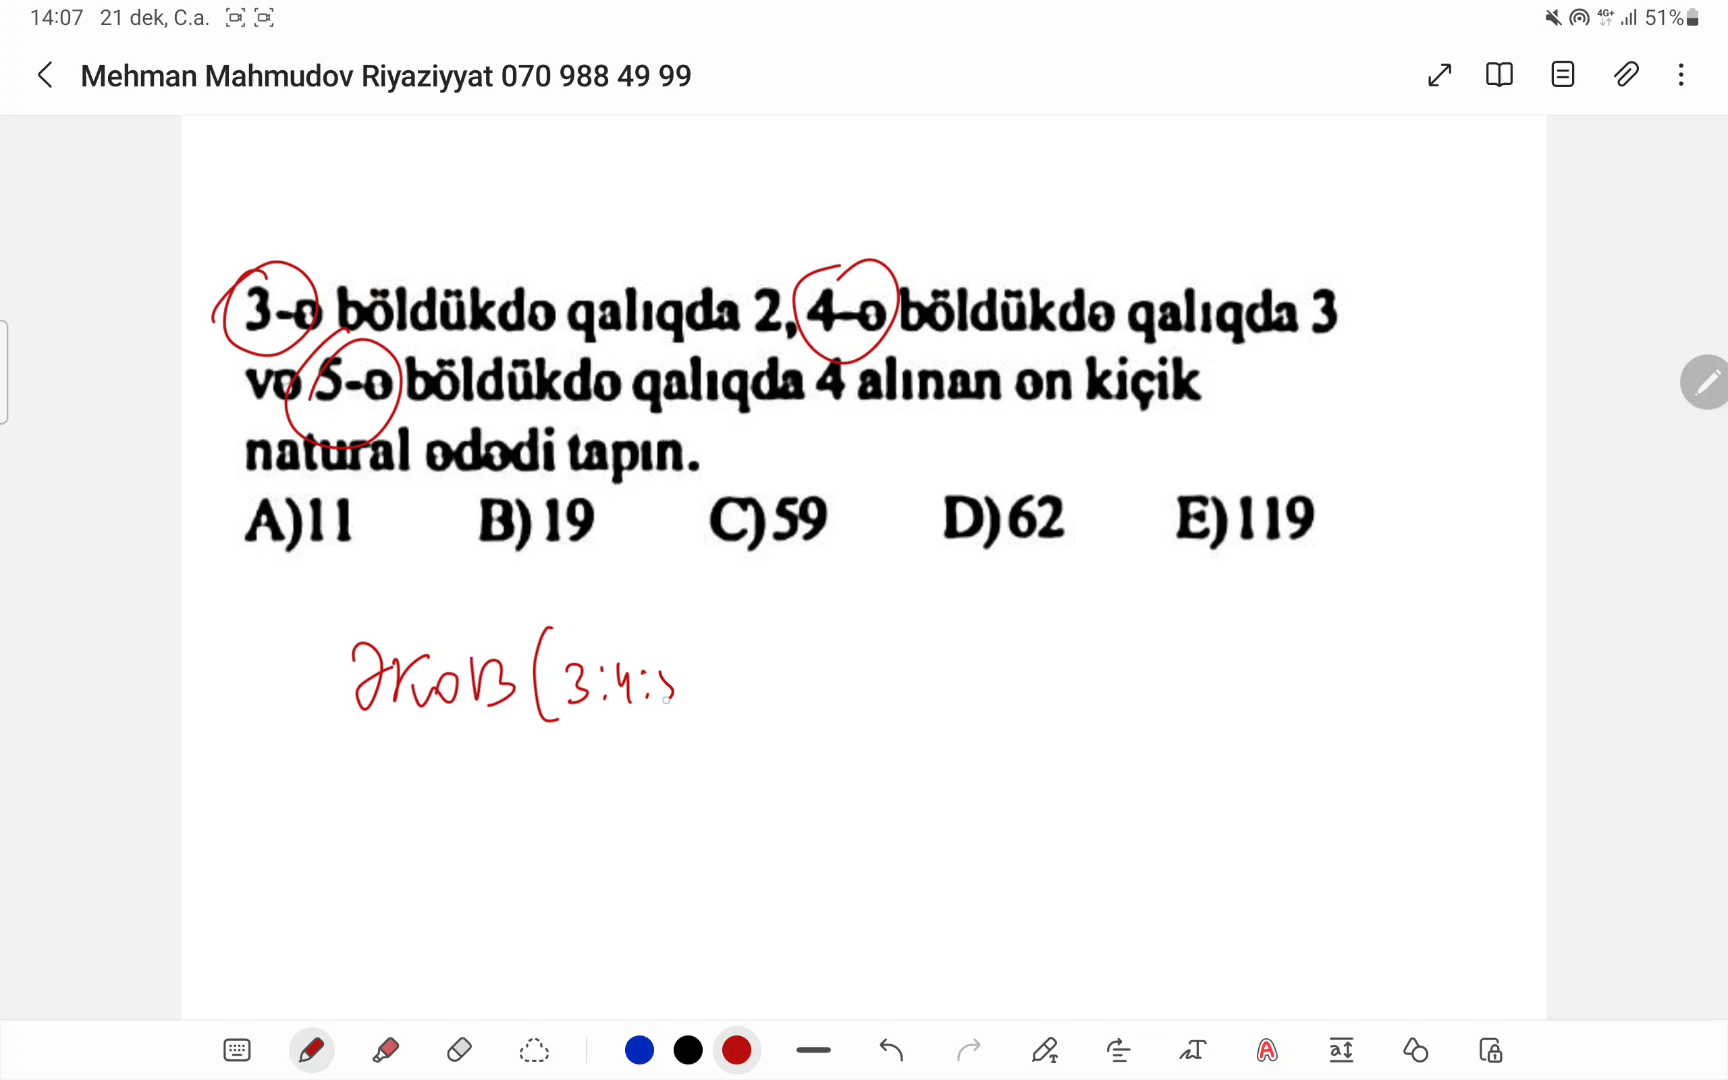 14:07 21 dek, C.a. 4G+ 51%
Mehman Mahmudov Riyaziyyat 070 988 49 99
3-ə böldükdə qalıqda 2, 4-ə böldükdə qalıqda 3
və 5-ə böldükdə qalıqda 4 alınan ən kiçik
natural ədədi tapın.
A) 11 B) 19 C) 59 D) 62 E) 119
ƏKOB (3:4: